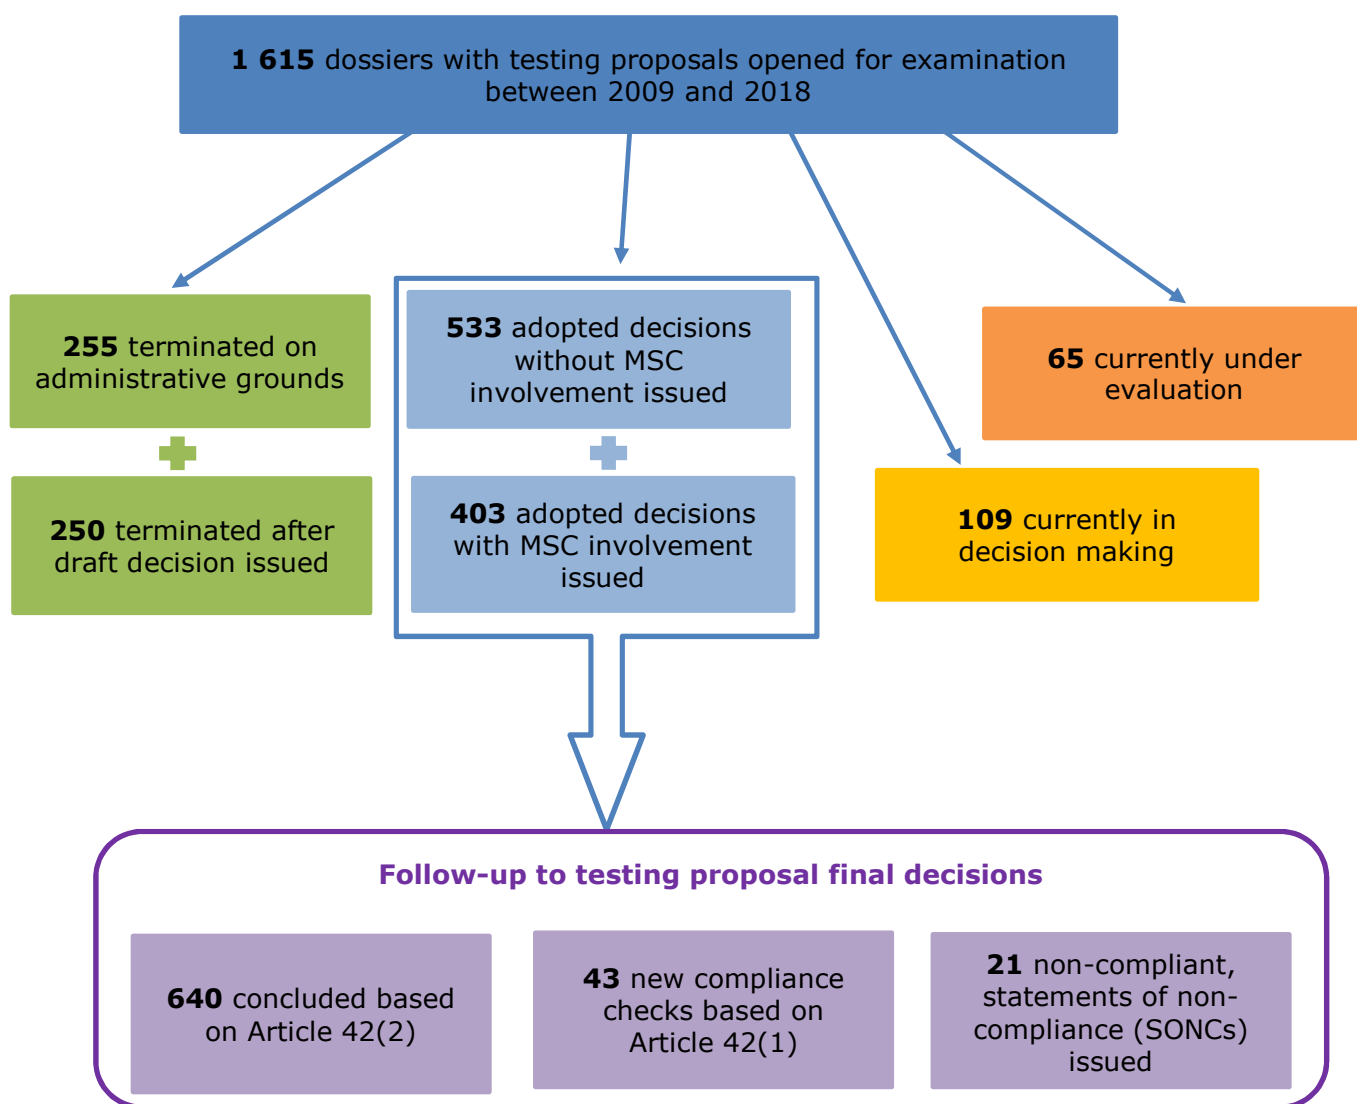 1 615 dossiers with testing proposals opened for examination
between 2009 and 2018
255 terminated on
administrative grounds
250 terminated after
draft decision issued
533 adopted decisions
without MSC
involvement issued
403 adopted decisions
with MSC involvement
issued
65 currently under
evaluation
109 currently in
decision making
Follow-up to testing proposal final decisions
640 concluded based
on Article 42(2)
43 new compliance
checks based on
Article 42(1)
21 non-compliant,
statements of non-
compliance (SONCs)
issued